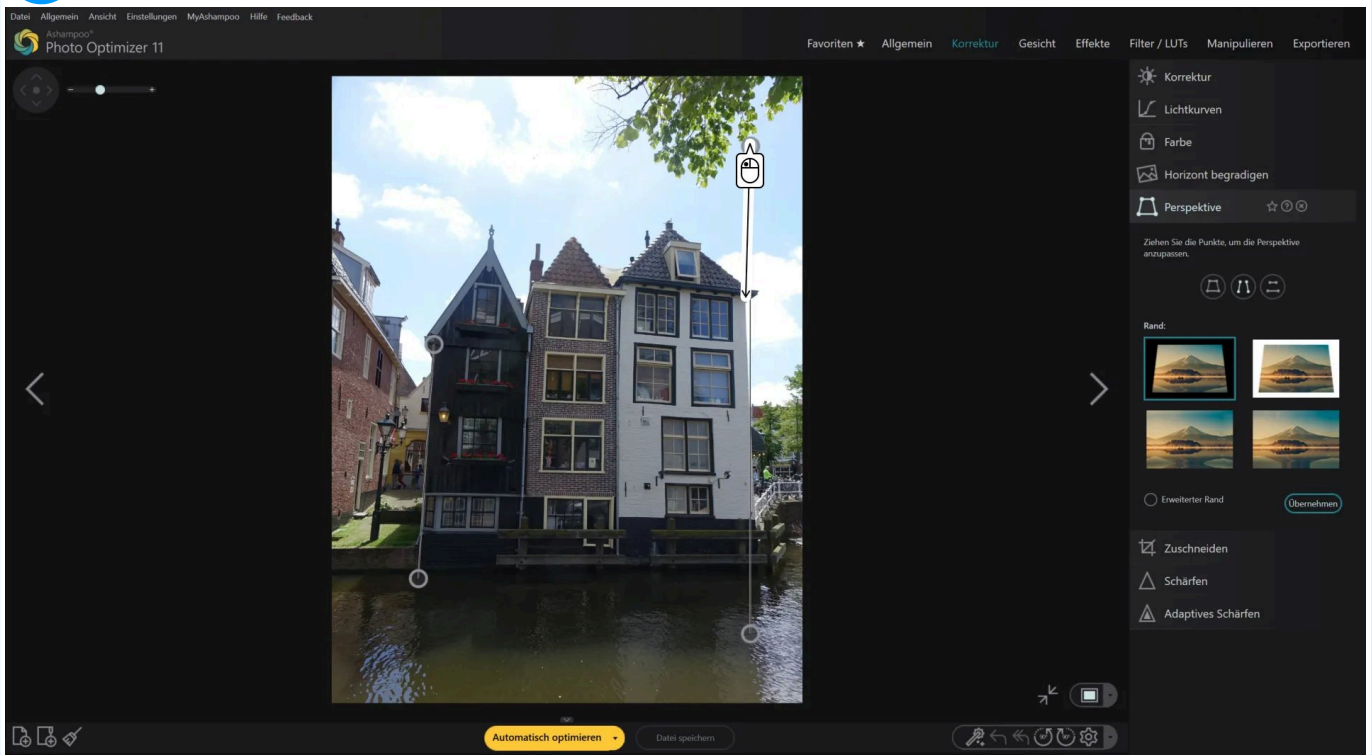 Datei Allgemein Ansicht Einstellungen MyAshampoo Hilfe Feedback
Ashampoo®
Photo Optimizer 11
Favoriten ★ Allgemein Korrektur Gesicht Effekte Filter / LUTs Manipulieren Exportieren
Korrektur
Lichtkurven
Farbe
Horizont begradigen
Perspektive
Ziehen Sie die Punkte, um die Perspektive
anzupassen.
Rand:
Erweiterter Rand
Übernehmen
Zuschneiden
Schärfen
Adaptives Schärfen
Automatisch optimieren
Datei speichern